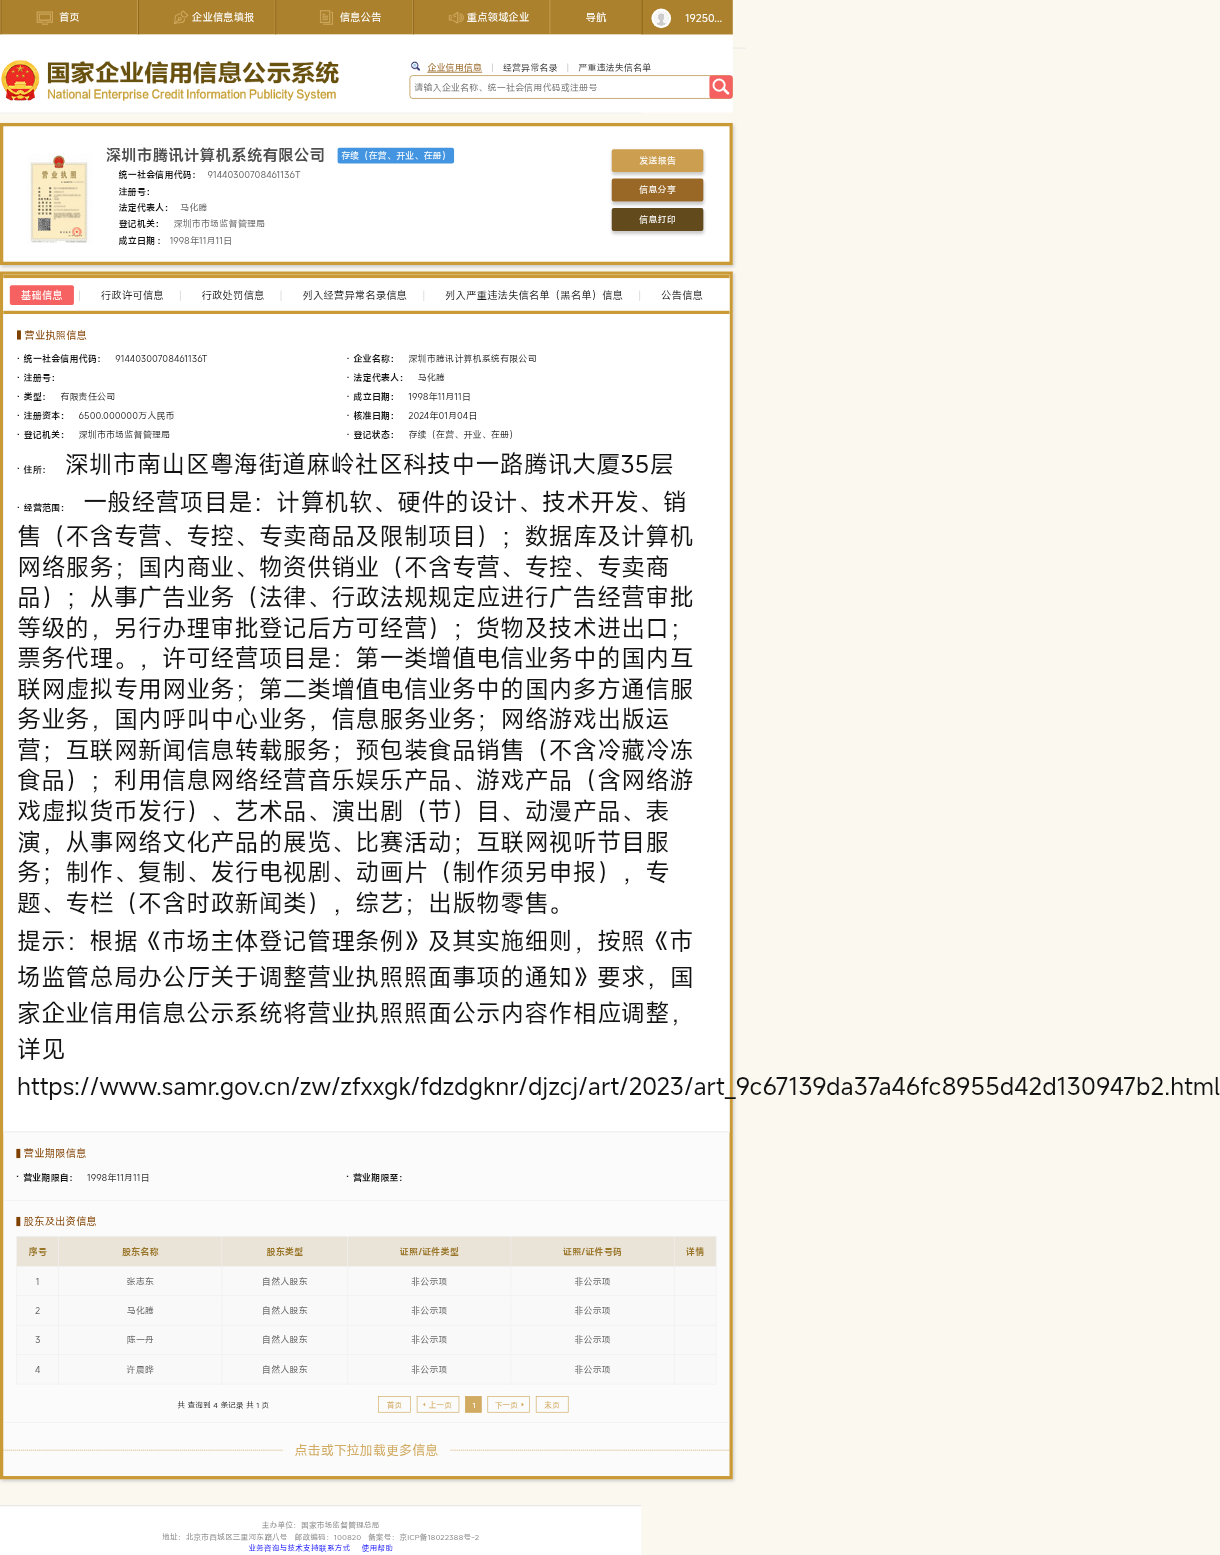 首页 企业信息填报 信息公告 重点领域企业 导航 19250...
国家企业信用信息公示系统
National Enterprise Credit Information Publicity System
企业信用信息 | 经营异常名录 | 严重违法失信名单
请输入企业名称、统一社会信用代码或注册号
营业执照
深圳市腾讯计算机系统有限公司 存续（在营、开业、在册）
统一社会信用代码： 91440300708461136T
注册号：
法定代表人： 马化腾
登记机关： 深圳市市场监督管理局
成立日期： 1998年11月11日
发送报告
信息分享
信息打印
基础信息 | 行政许可信息 | 行政处罚信息 | 列入经营异常名录信息 | 列入严重违法失信名单（黑名单）信息 | 公告信息
营业执照信息
· 统一社会信用代码： 91440300708461136T · 企业名称： 深圳市腾讯计算机系统有限公司
· 注册号： · 法定代表人： 马化腾
· 类型： 有限责任公司 · 成立日期： 1998年11月11日
· 注册资本： 6500.000000万人民币 · 核准日期： 2024年01月04日
· 登记机关： 深圳市市场监督管理局 · 登记状态： 存续（在营、开业、在册）
· 住所： 深圳市南山区粤海街道麻岭社区科技中一路腾讯大厦35层
· 经营范围： 一般经营项目是：计算机软、硬件的设计、技术开发、销
售（不含专营、专控、专卖商品及限制项目）；数据库及计算机
网络服务；国内商业、物资供销业（不含专营、专控、专卖商
品）；从事广告业务（法律、行政法规规定应进行广告经营审批
等级的，另行办理审批登记后方可经营）；货物及技术进出口；
票务代理。，许可经营项目是：第一类增值电信业务中的国内互
联网虚拟专用网业务；第二类增值电信业务中的国内多方通信服
务业务，国内呼叫中心业务，信息服务业务；网络游戏出版运
营；互联网新闻信息转载服务；预包装食品销售（不含冷藏冷冻
食品）；利用信息网络经营音乐娱乐产品、游戏产品（含网络游
戏虚拟货币发行）、艺术品、演出剧（节）目、动漫产品、表
演，从事网络文化产品的展览、比赛活动；互联网视听节目服
务；制作、复制、发行电视剧、动画片（制作须另申报），专
题、专栏（不含时政新闻类），综艺；出版物零售。
提示：根据《市场主体登记管理条例》及其实施细则，按照《市
场监管总局办公厅关于调整营业执照照面事项的通知》要求，国
家企业信用信息公示系统将营业执照照面公示内容作相应调整，
详见
https://www.samr.gov.cn/zw/zfxxgk/fdzdgknr/djzcj/art/2023/art_9c67139da37a46fc8955d42d130947b2.html
营业期限信息
· 营业期限自： 1998年11月11日 · 营业期限至：
股东及出资信息
序号 股东名称 股东类型 证照/证件类型 证照/证件号码 详情
1 张志东 自然人股东 非公示项 非公示项
2 马化腾 自然人股东 非公示项 非公示项
3 陈一丹 自然人股东 非公示项 非公示项
4 许晨晔 自然人股东 非公示项 非公示项
共 查询到 4 条记录 共 1 页 首页 上一页 1 下一页 末页
点击或下拉加载更多信息
主办单位：国家市场监督管理总局
地址：北京市西城区三里河东路八号 邮政编码：100820 备案号：京ICP备18022388号-2
业务咨询与技术支持联系方式 使用帮助